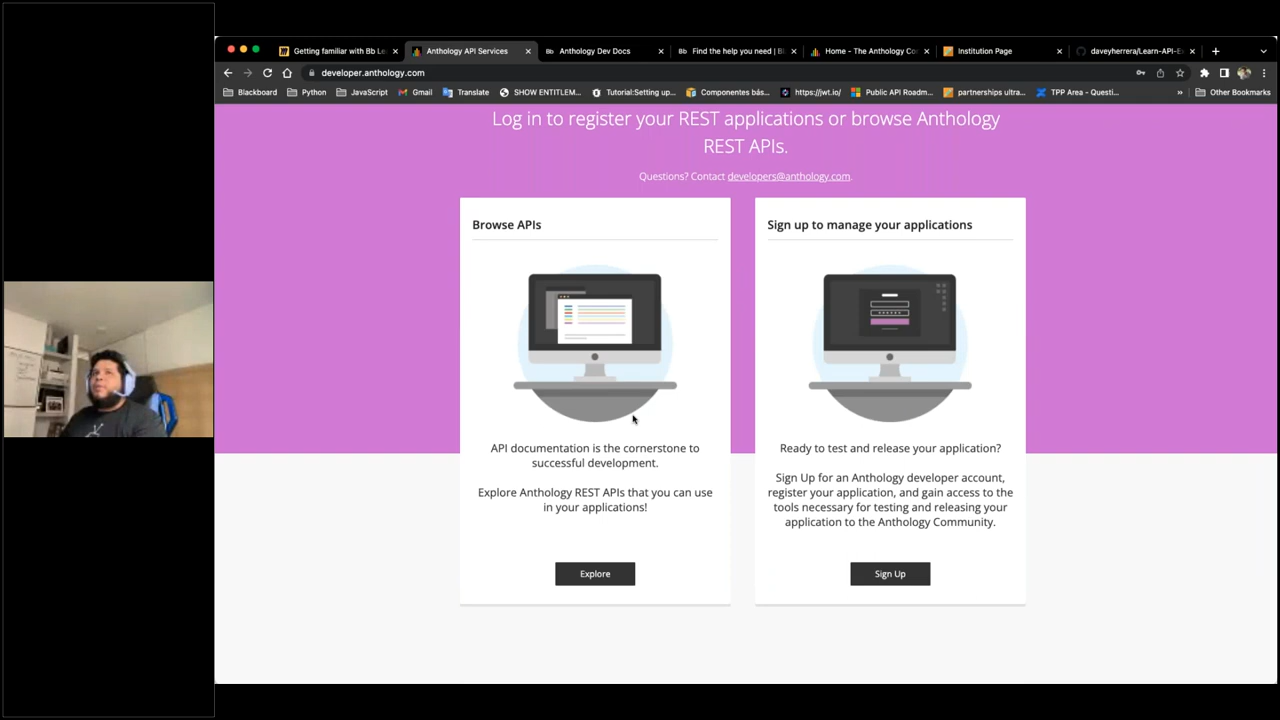 Getting familiar with Bb Le
Anthology API Services
Anthology Dev Docs
Find the help you need | B
Home - The Anthology Co
Institution Page
daveyherrera/Learn-API-E
developer.anthology.com
Blackboard
Python
JavaScript
Gmail
Translate
SHOW ENTITLEM...
Tutorial:Setting up...
Componentes bás...
https://jwt.io/
Public API Roadm...
partnerships ultra...
TPP Area - Questi...
»
Other Bookmarks
Log in to register your REST applications or browse Anthology
REST APIs.
Questions? Contact developers@anthology.com.
Browse APIs
API documentation is the cornerstone to
successful development.
Explore Anthology REST APIs that you can use
in your applications!
Explore
Sign up to manage your applications
Ready to test and release your application?
Sign Up for an Anthology developer account,
register your application, and gain access to the
tools necessary for testing and releasing your
application to the Anthology Community.
Sign Up